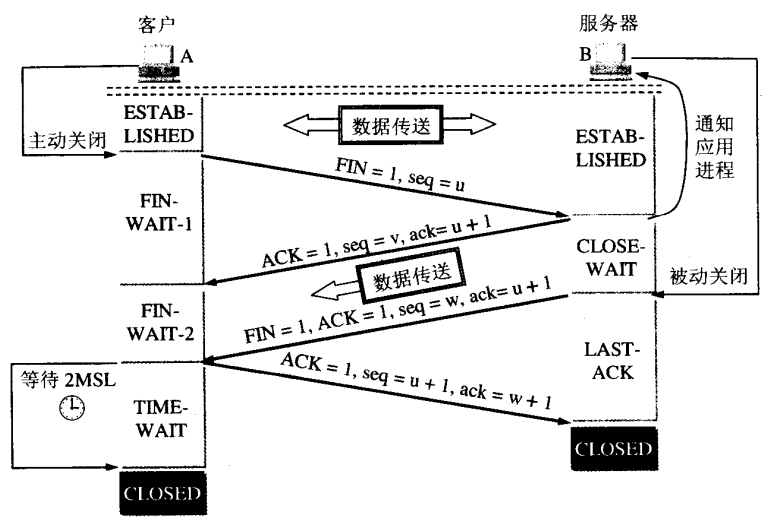 客户
服务器
A
B
ESTAB-
LISHED
数据传送
ESTAB-
LISHED
通知
应用
进程
主动关闭
FIN = 1, seq = u
FIN-
WAIT-1
ACK = 1, seq = v, ack= u + 1
CLOSE-
WAIT
数据传送
被动关闭
FIN-
WAIT-2
FIN = 1, ACK = 1, seq = w, ack= u + 1
LAST-
ACK
ACK = 1, seq = u + 1, ack = w + 1
等待 2MSL
TIME-
WAIT
CLOSED
CLOSED